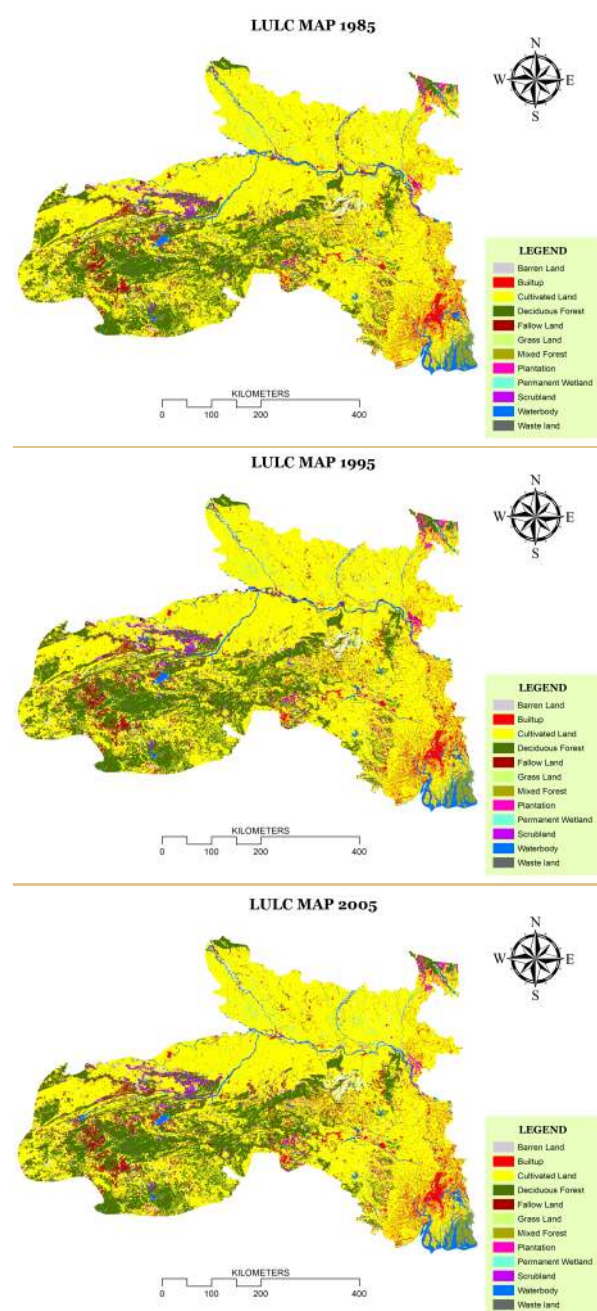 LULC MAP 1985
N
W E
S
LEGEND
Barren Land
Builtup
Cultivated Land
Deciduous Forest
Fallow Land
Grass Land
Mixed Forest
Plantation
Permanent Wetland
Scrubland
Waterbody
Waste land
KILOMETERS
0 100 200 400
LULC MAP 1995
N
W E
S
LEGEND
Barren Land
Builtup
Cultivated Land
Deciduous Forest
Fallow Land
Grass Land
Mixed Forest
Plantation
Permanent Wetland
Scrubland
Waterbody
Waste land
KILOMETERS
0 100 200 400
LULC MAP 2005
N
W E
S
LEGEND
Barren Land
Builtup
Cultivated Land
Deciduous Forest
Fallow Land
Grass Land
Mixed Forest
Plantation
Permanent Wetland
Scrubland
Waterbody
Waste land
KILOMETERS
0 100 200 400